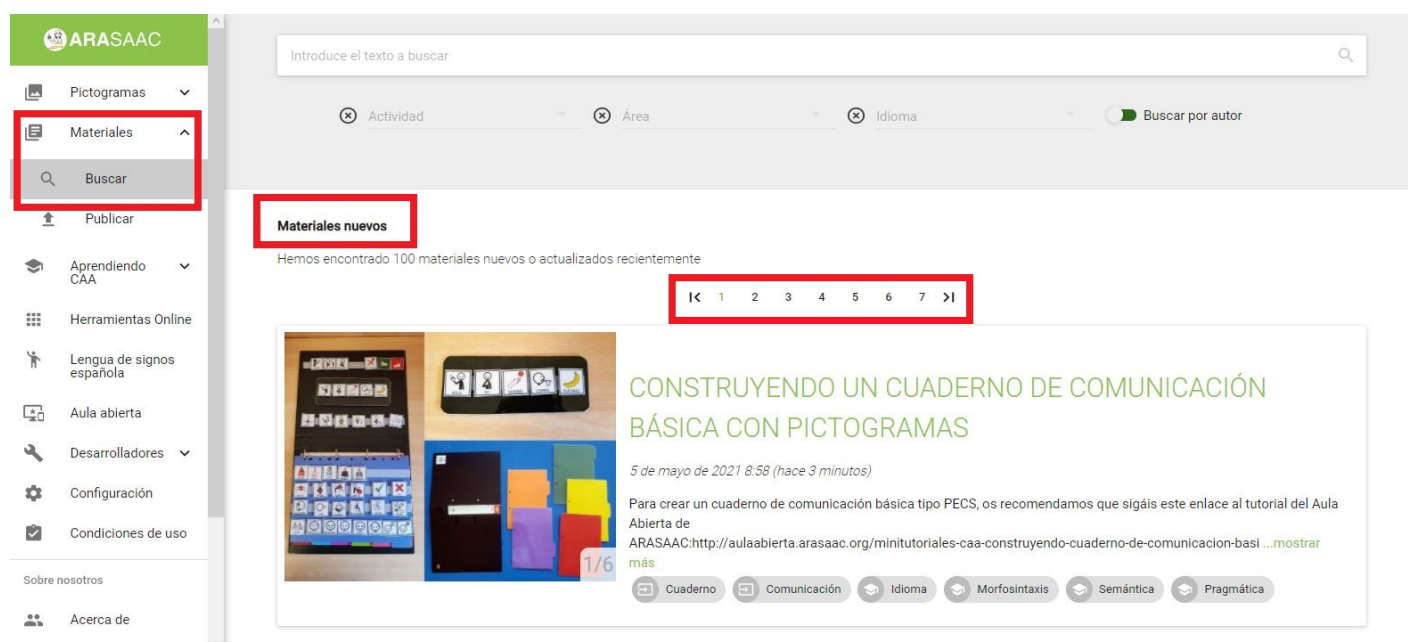 ARASAAC
Pictogramas
Materiales
Buscar
Publicar
Aprendiendo
CAA
Herramientas Online
Lengua de signos
española
Aula abierta
Desarrolladores
Configuración
Condiciones de uso
Sobre nosotros
Acerca de
Introduce el texto a buscar
Actividad Área Idioma Buscar por autor
Materiales nuevos
Hemos encontrado 100 materiales nuevos o actualizados recientemente
1 2 3 4 5 6 7
1/6
CONSTRUYENDO UN CUADERNO DE COMUNICACIÓN
BÁSICA CON PICTOGRAMAS
5 de mayo de 2021 8:58 (hace 3 minutos)
Para crear un cuaderno de comunicación básica tipo PECS, os recomendamos que sigáis este enlace al tutorial del Aula
Abierta de
ARASAAC:http://aulaabierta.arasaac.org/minitutoriales-caa-construyendo-cuaderno-de-comunicacion-basi ...mostrar
más
Cuaderno Comunicación Idioma Morfosintaxis Semántica Pragmática